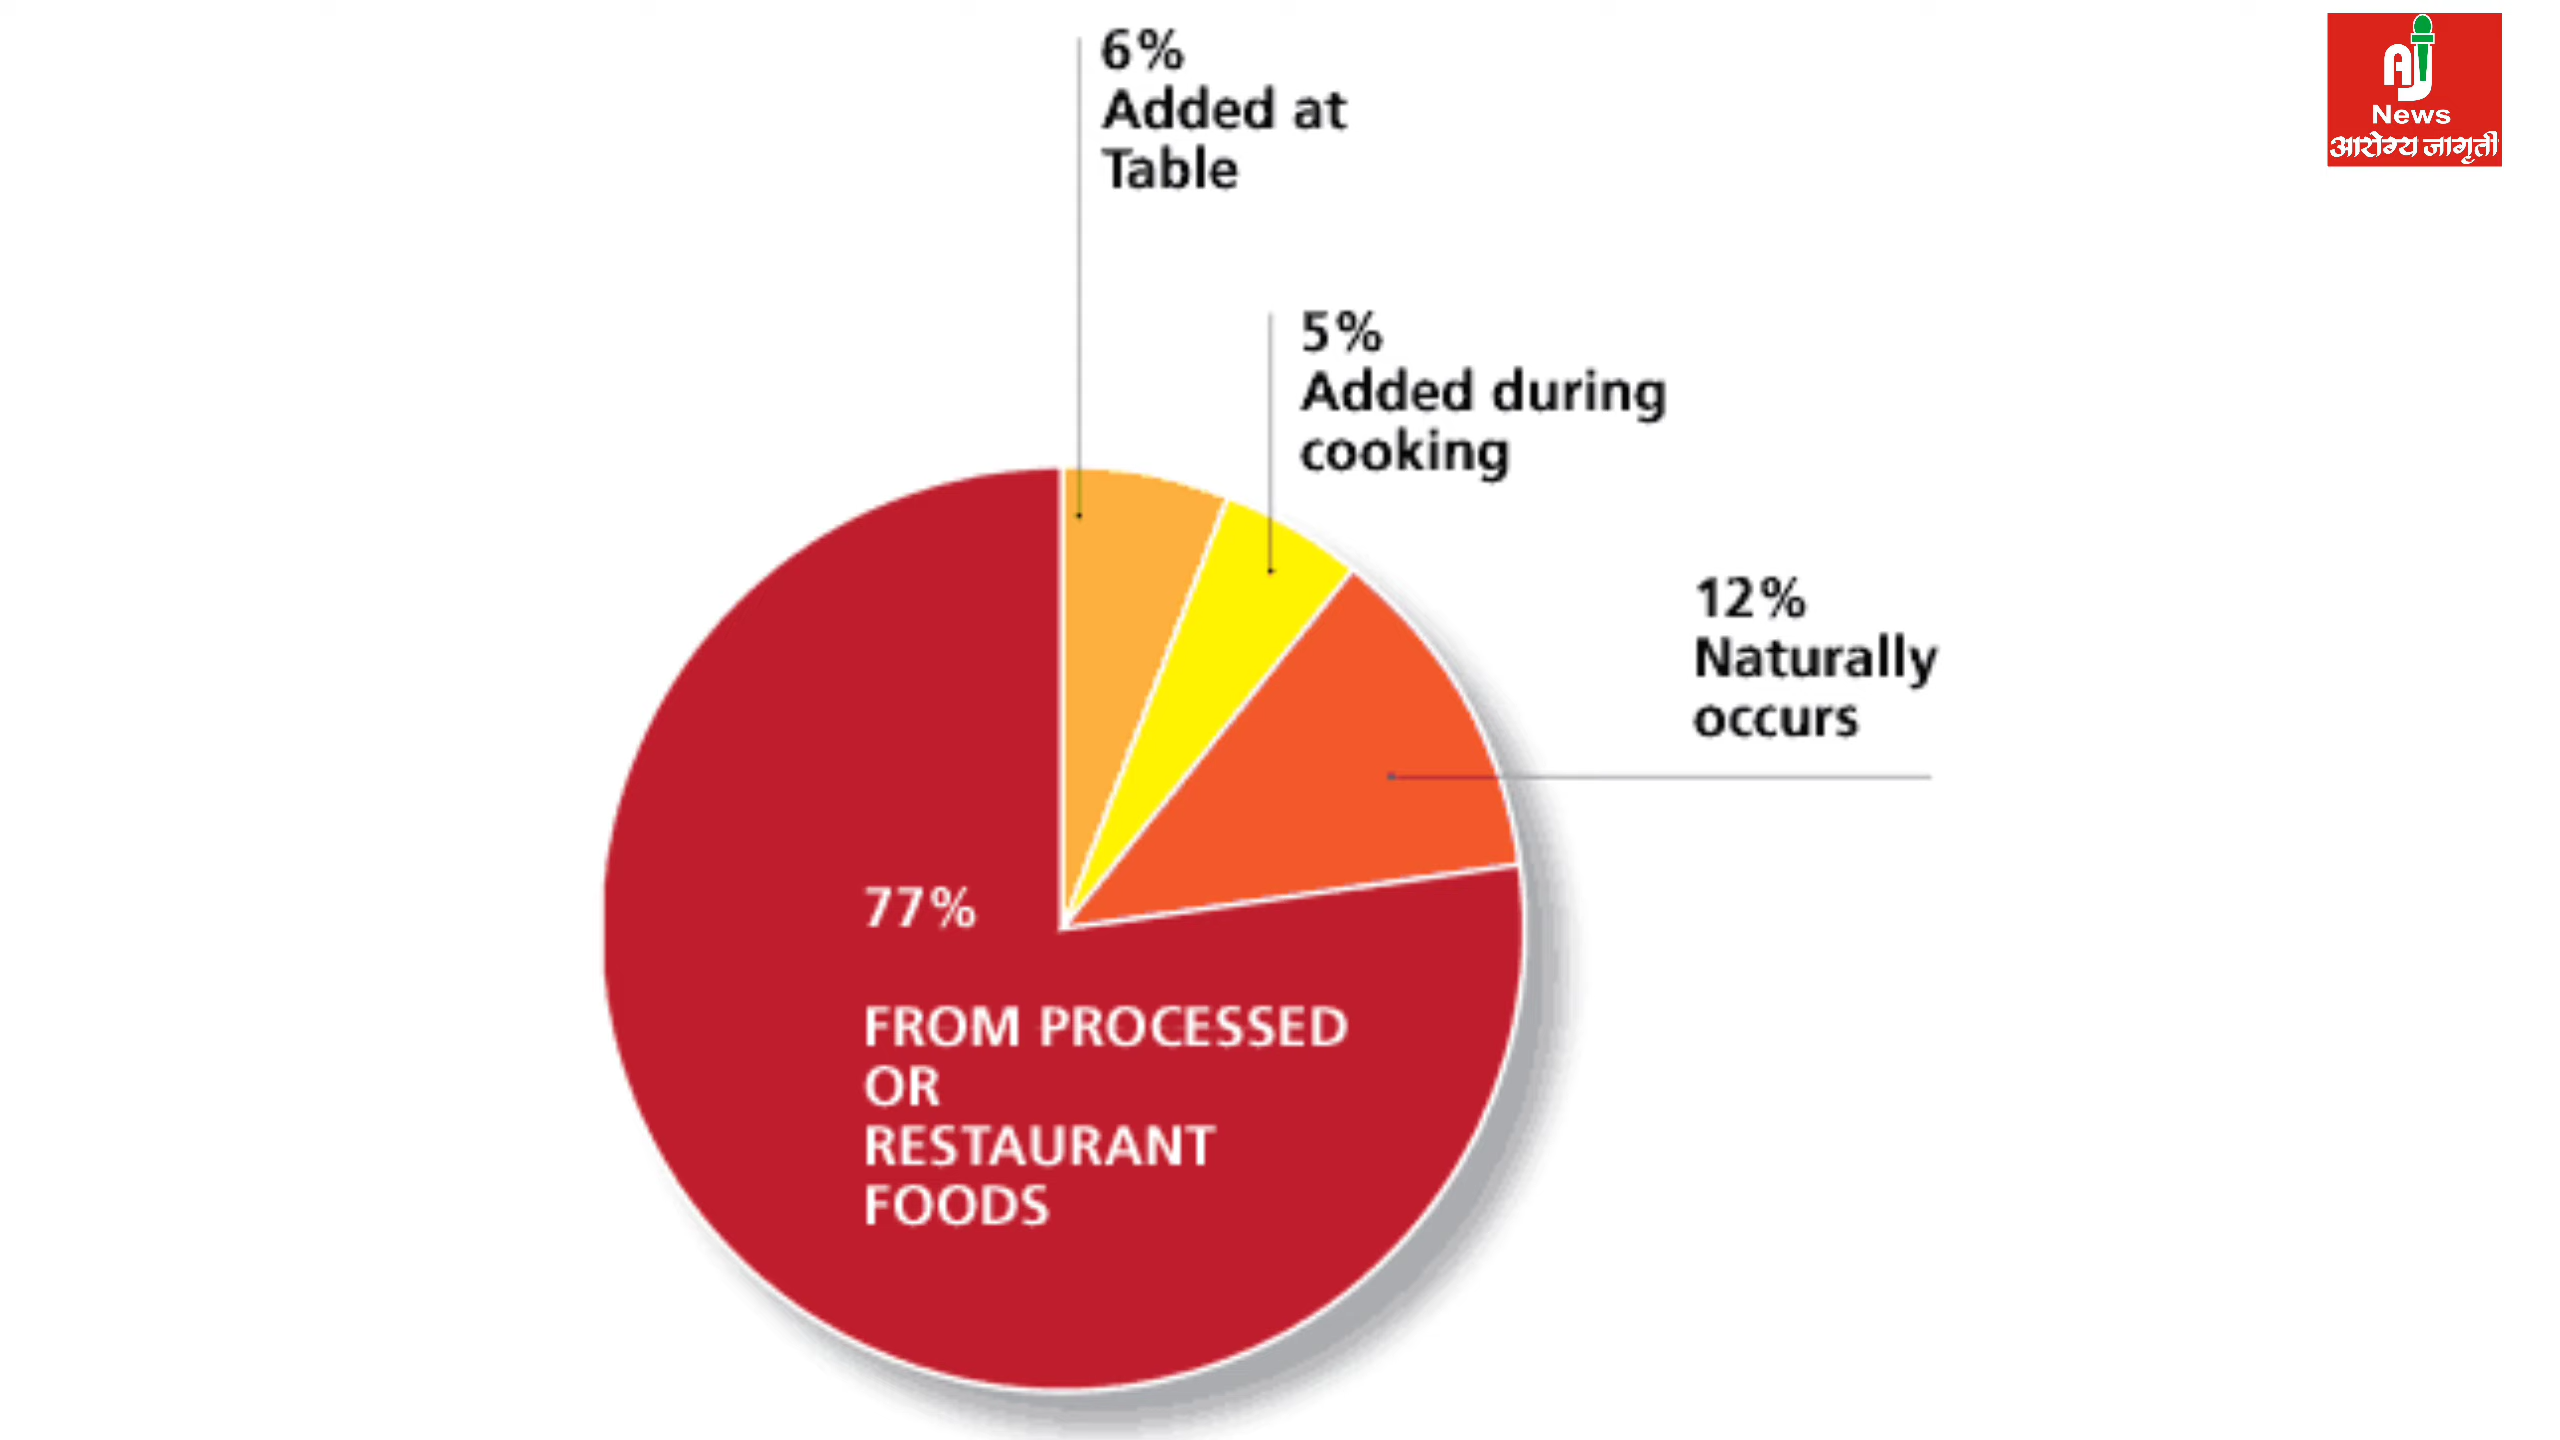 6%
Added at
Table
5%
Added during
cooking
12%
Naturally
occurs
77%
FROM PROCESSED
OR
RESTAURANT
FOODS
AJ
News
आरोग्य जागृती